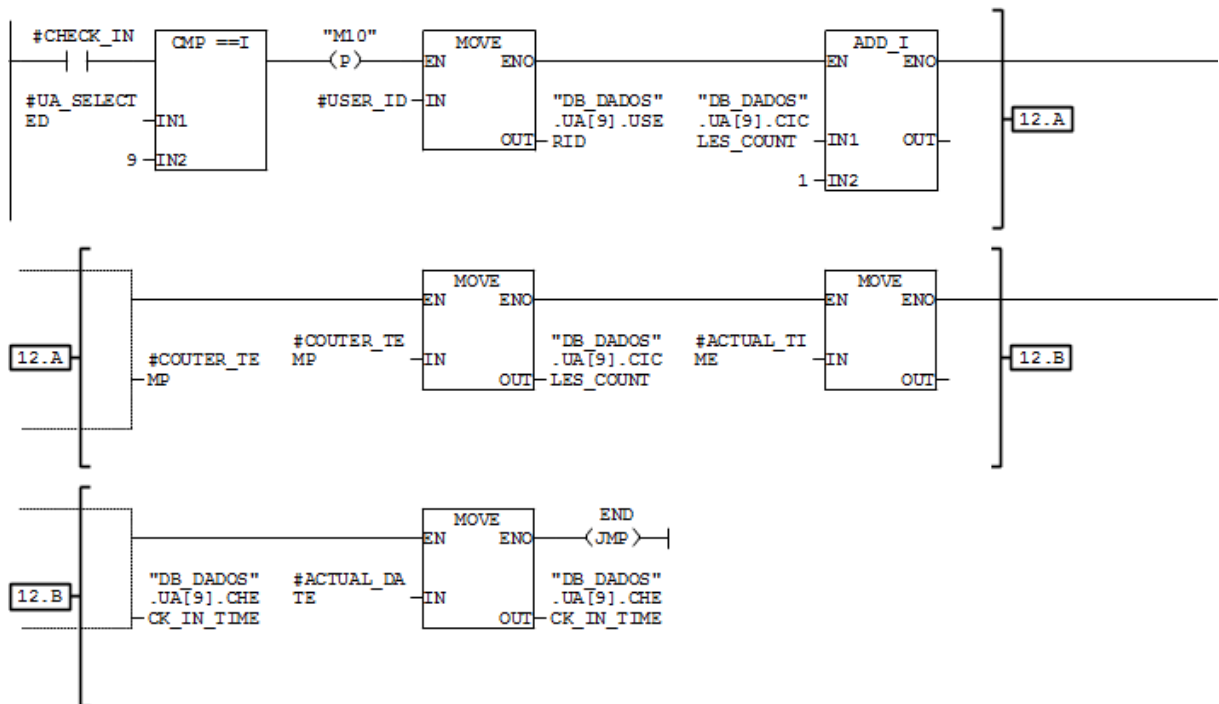 #CHECK_IN
CMP ==I
"M10"
(P)
MOVE
ADD_I
EN ENO
EN ENO
#UA_SELECT
ED
IN1
#USER_ID
IN
"DB_DADOS"
.UA[9].USE
RID
"DB_DADOS"
.UA[9].CIC
LES_COUNT
12.A
OUT
IN1 OUT
9
IN2
1
IN2
MOVE
MOVE
EN ENO
EN ENO
12.A
#COUTER_TE
MP
#COUTER_TE
MP
IN
"DB_DADOS"
.UA[9].CIC
LES_COUNT
#ACTUAL_TI
ME
IN
12.B
OUT
OUT
MOVE
END
EN ENO
(JMP)
12.B
"DB_DADOS"
.UA[9].CHE
CK_IN_TIME
#ACTUAL_DA
TE
IN
"DB_DADOS"
.UA[9].CHE
CK_IN_TIME
OUT